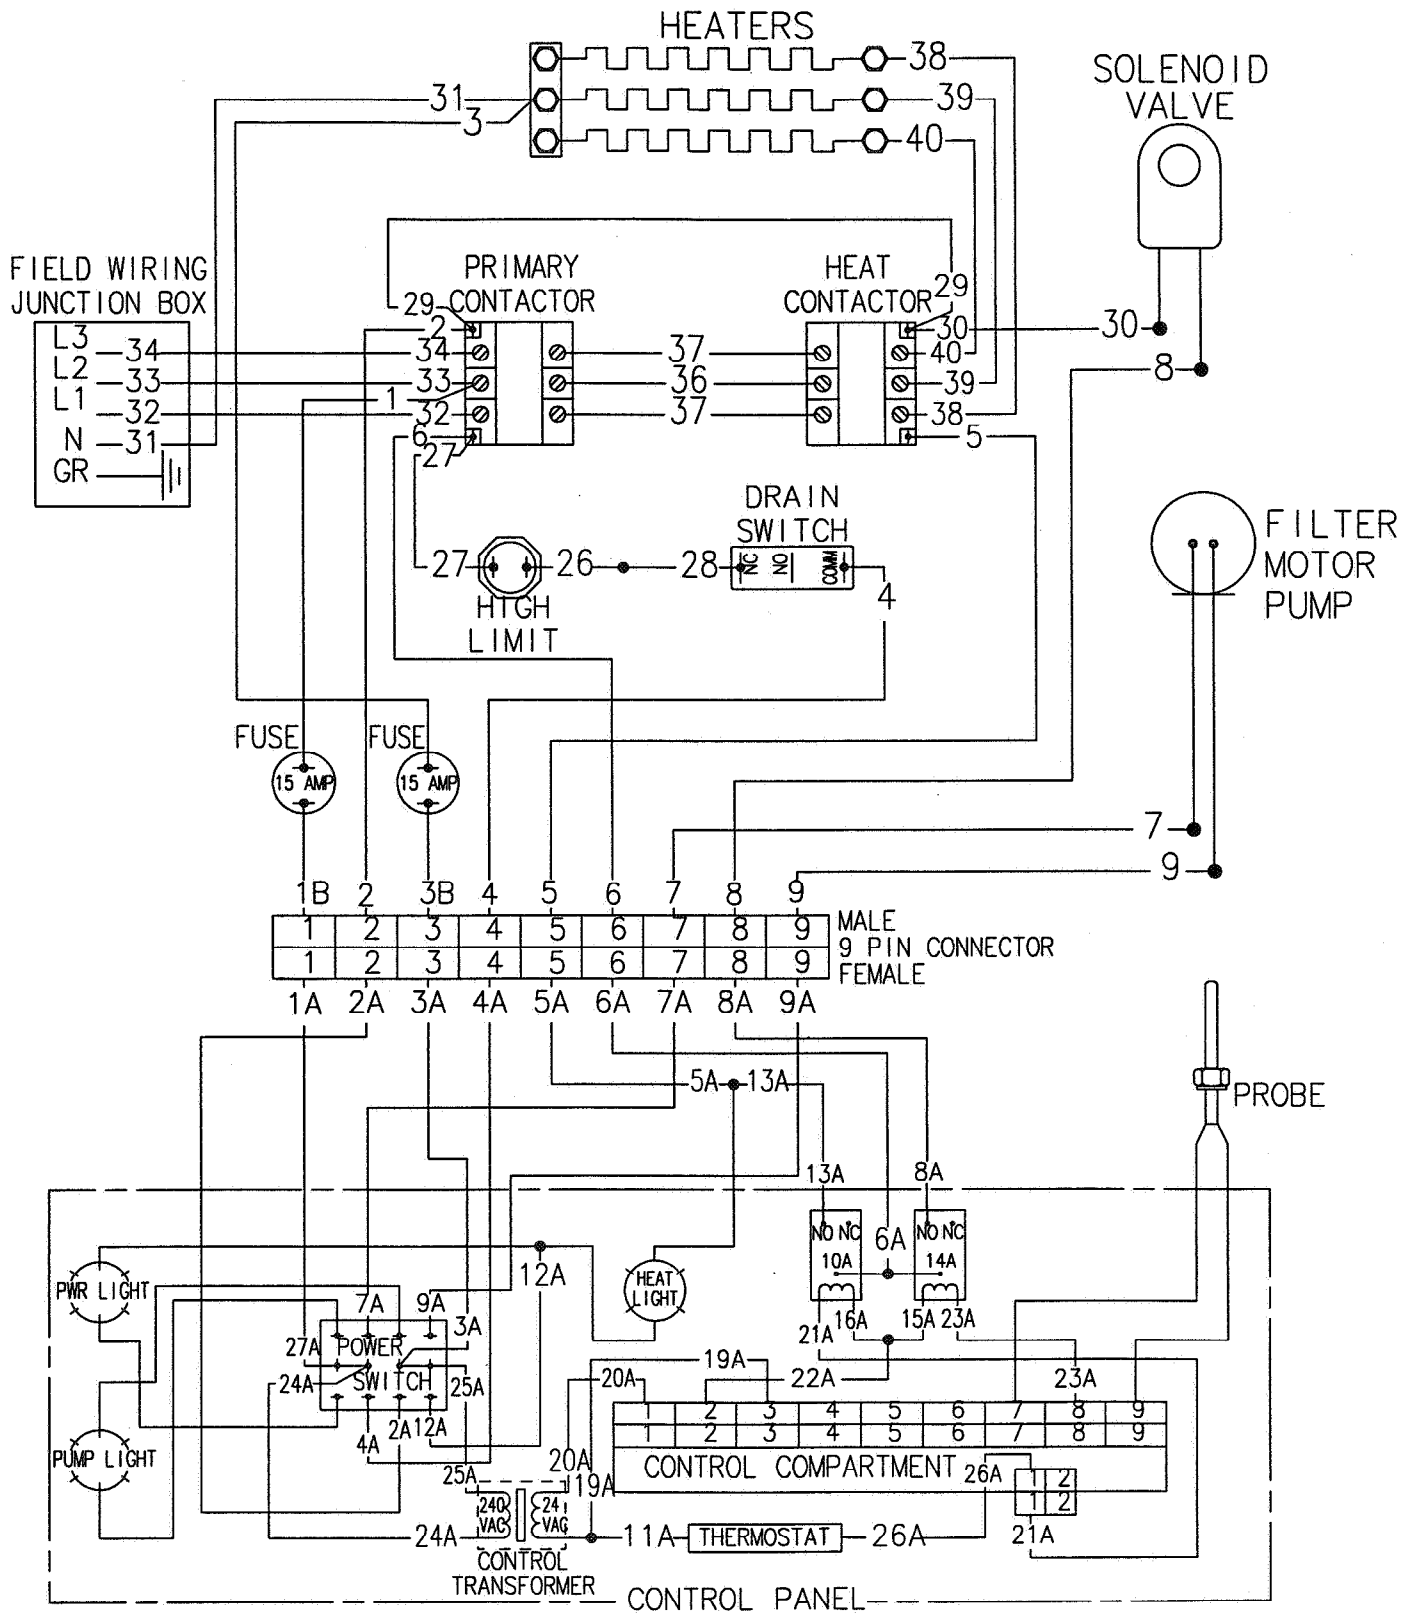 HEATERS
38
SOLENOID
VALVE
31
39
3
40
FIELD WIRING
JUNCTION BOX
PRIMARY
CONTACTOR
HEAT
CONTACTOR
29
29
2
30
30
L3
34
34
37
40
8
L2
33
33
36
39
L1
1
32
32
37
38
N
31
6
5
GR
27
DRAIN
SWITCH
FILTER
MOTOR
PUMP
27
26
28
NC
NO
COMM
4
HIGH
LIMIT
FUSE
FUSE
15 AMP
15 AMP
7
9
1B 2 3B 4 5 6 7 8 9
1 2 3 4 5 6 7 8 9
MALE
9 PIN CONNECTOR
1 2 3 4 5 6 7 8 9
FEMALE
1A 2A 3A 4A 5A 6A 7A 8A 9A
5A
13A
PROBE
13A
8A
NO NC
NO NC
6A
10A
14A
12A
PWR LIGHT
HEAT
LIGHT
7A
9A
3A
16A
15A
23A
21A
27A
POWER
SWITCH
19A
24A
25A
20A
22A
23A
1 2 3 4 5 6 7 8 9
2A
12A
4A
1 2 3 4 5 6 7 8 9
PUMP LIGHT
CONTROL COMPARTMENT
20A
25A
19A
26A
1 2
1 2
240
VAC
24
VAC
24A
11A
THERMOSTAT
26A
21A
CONTROL
TRANSFORMER
CONTROL PANEL